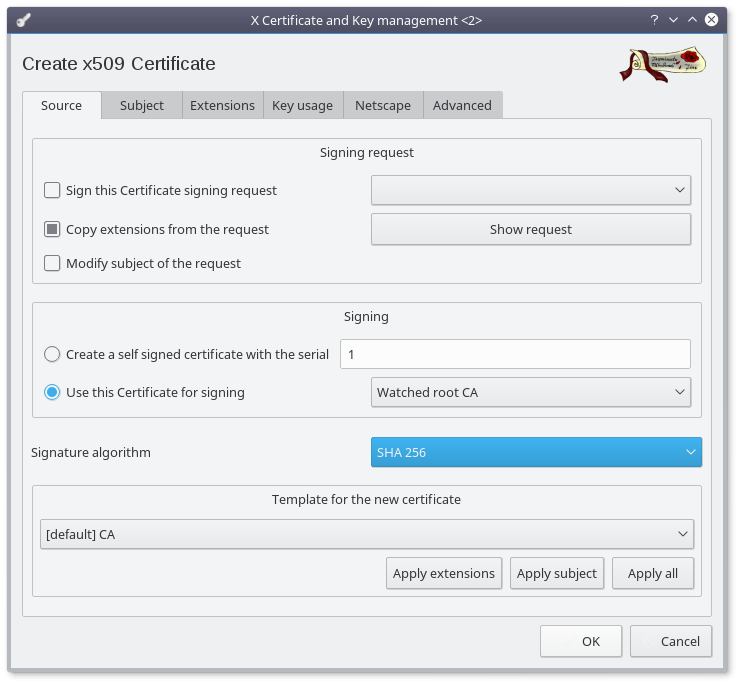 X Certificate and Key management <2>
Create x509 Certificate
Source Subject Extensions Key usage Netscape Advanced
Signing request
Sign this Certificate signing request
Copy extensions from the request Show request
Modify subject of the request
Signing
Create a self signed certificate with the serial 1
Use this Certificate for signing Watched root CA
Signature algorithm SHA 256
Template for the new certificate
[default] CA
Apply extensions Apply subject Apply all
OK Cancel